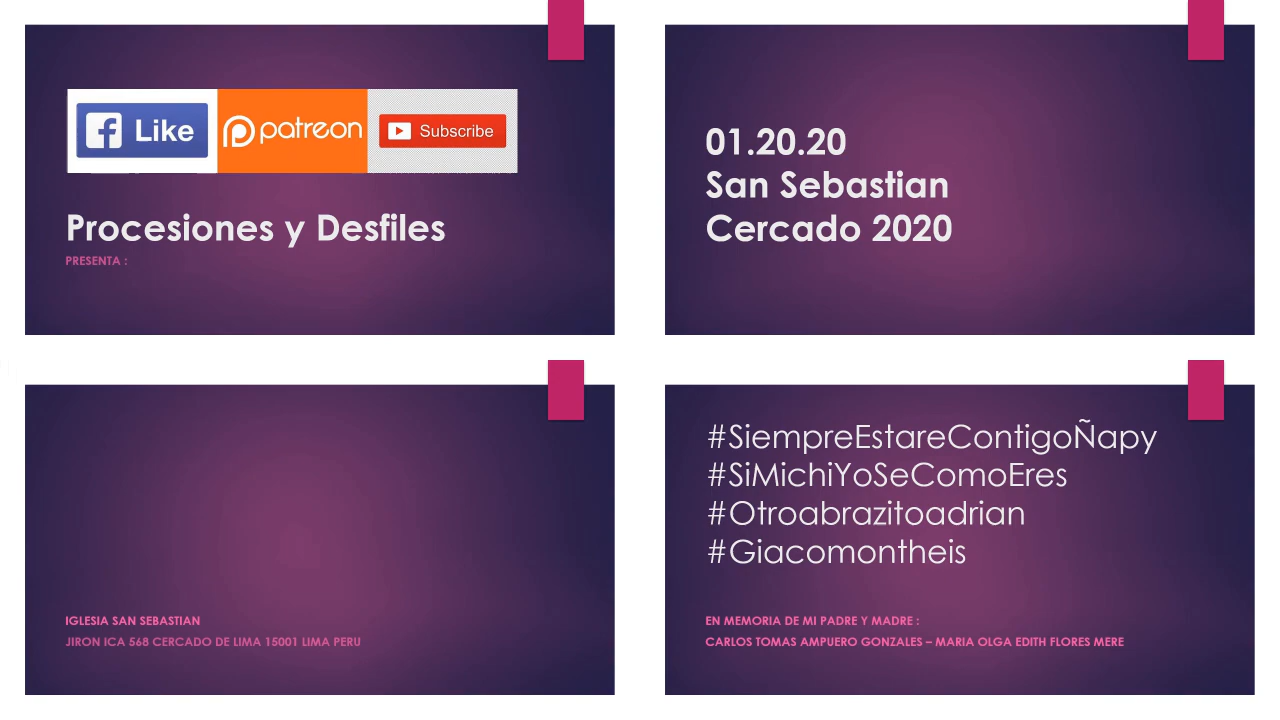 Like
patreon
Subscribe
Procesiones y Desfiles
PRESENTA :
01.20.20
San Sebastian
Cercado 2020
IGLESIA SAN SEBASTIAN
JIRON ICA 568 CERCADO DE LIMA 15001 LIMA PERU
#SiempreEstareContigoÑapy
#SiMichiYoSeComoEres
#Otroabrazitoadrian
#Giacomontheis
EN MEMORIA DE MI PADRE Y MADRE :
CARLOS TOMAS AMPUERO GONZALES – MARIA OLGA EDITH FLORES MERE